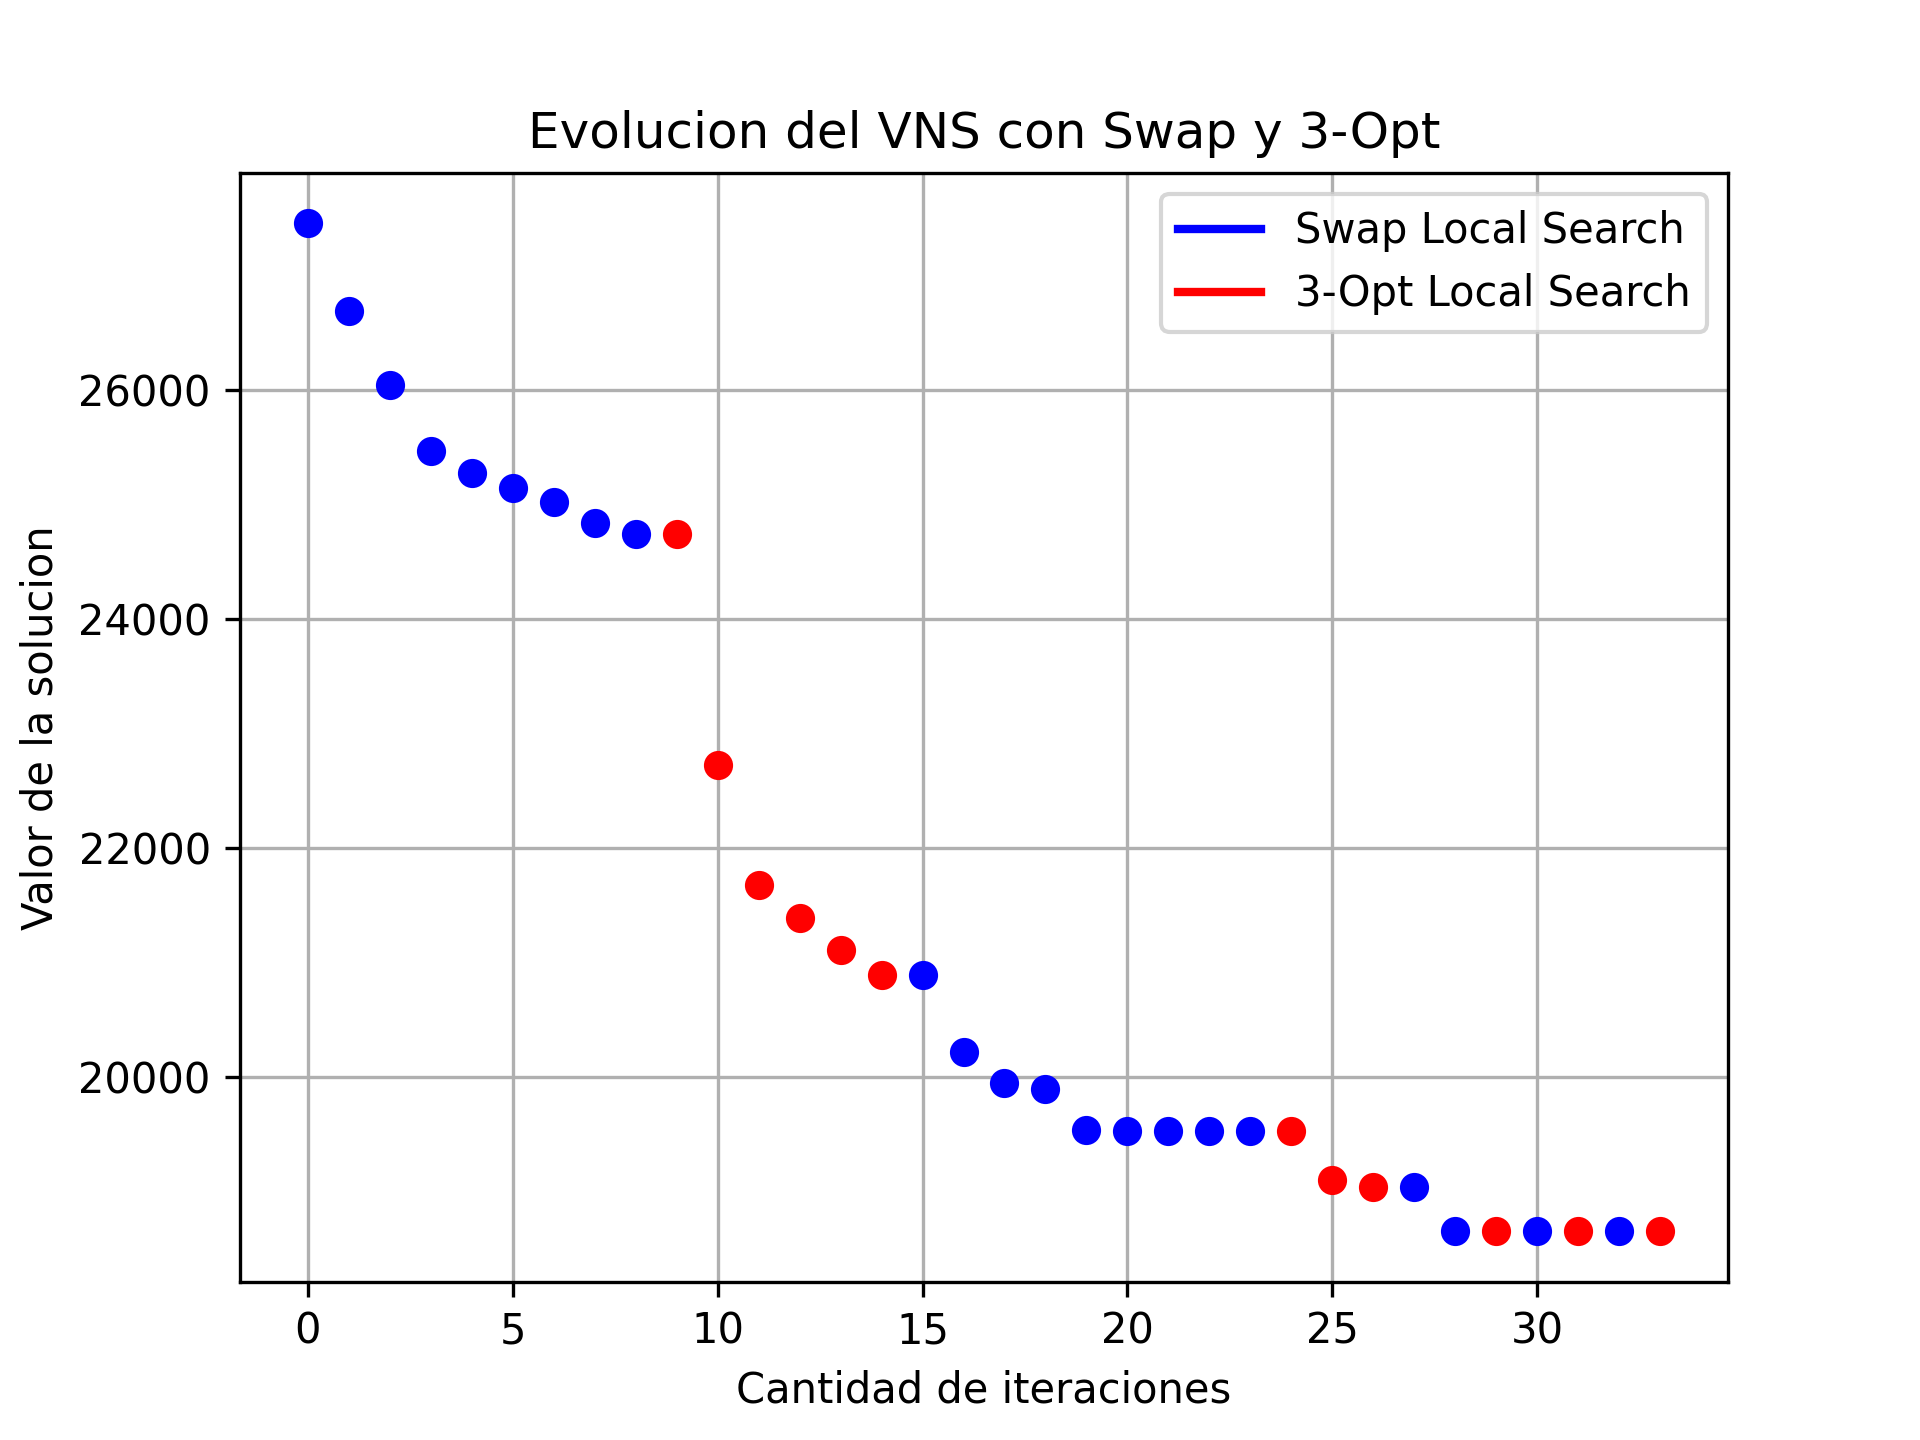 Evolucion del VNS con Swap y 3-Opt
Swap Local Search
3-Opt Local Search
Valor de la solucion
26000
24000
22000
20000
0 5 10 15 20 25 30
Cantidad de iteraciones